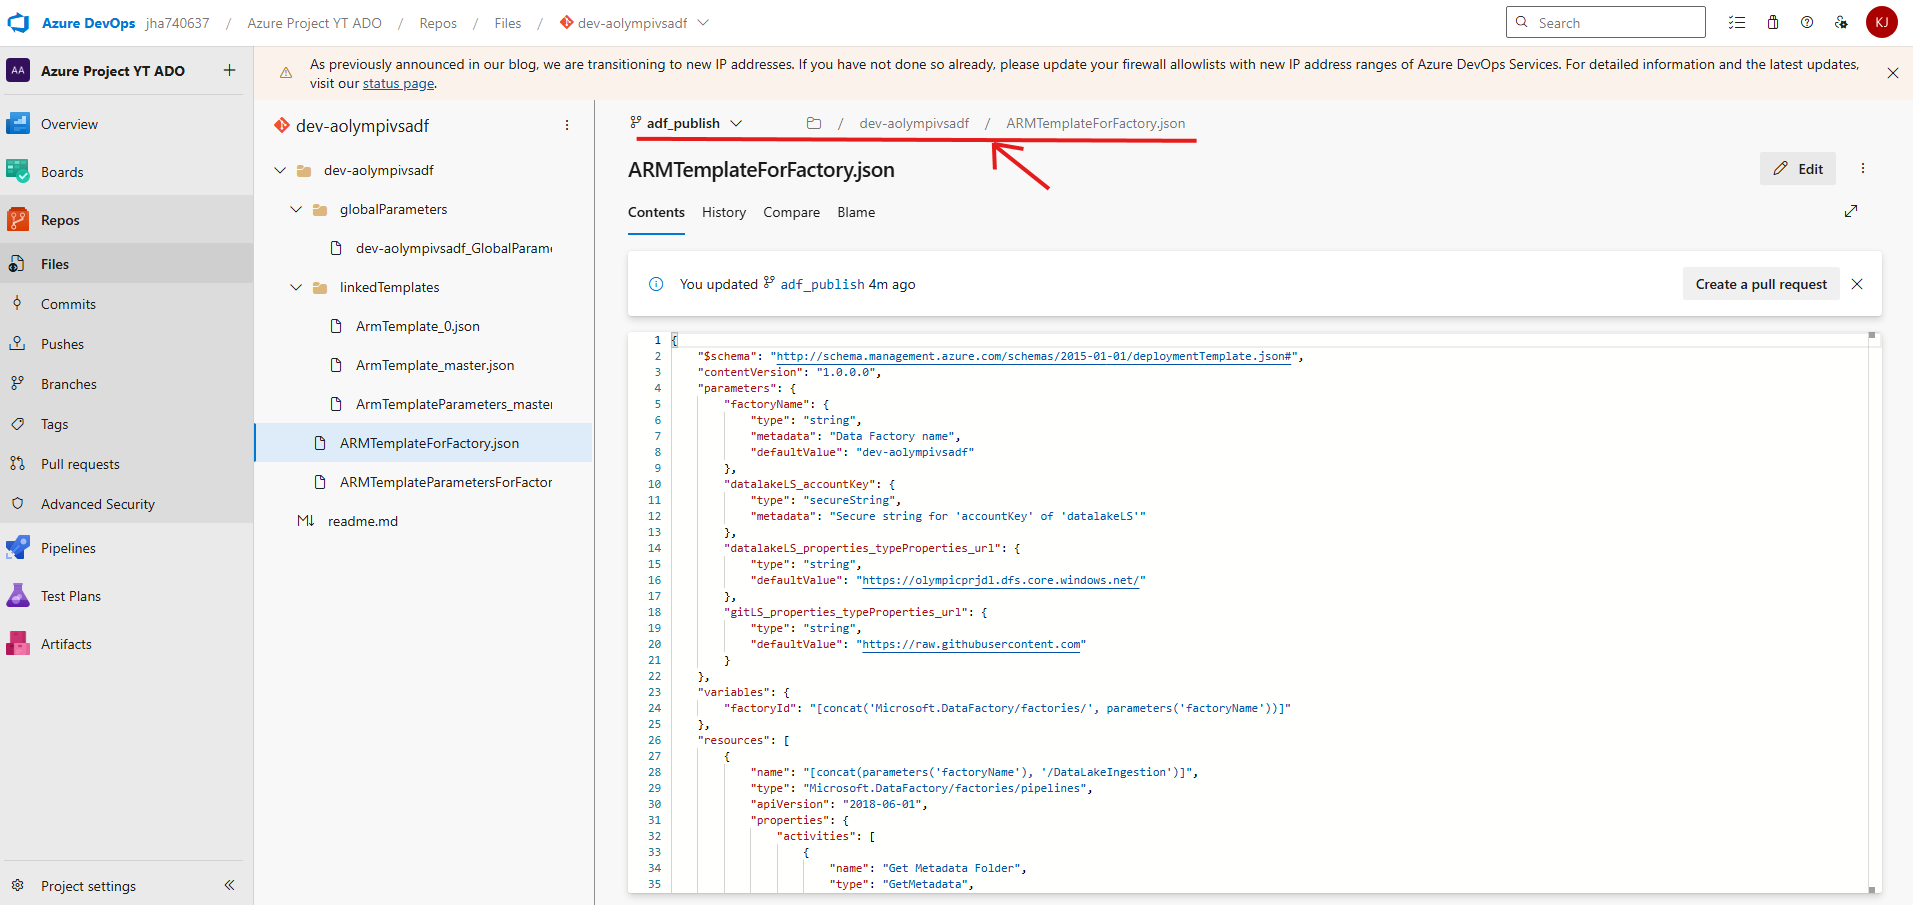 Azure DevOps jha740637 / Azure Project YT ADO / Repos / Files / dev-aolympivsadf
Search
KJ
AA Azure Project YT ADO +
Overview
Boards
Repos
Files
Commits
Pushes
Branches
Tags
Pull requests
Advanced Security
Pipelines
Test Plans
Artifacts
Project settings
As previously announced in our blog, we are transitioning to new IP addresses. If you have not done so already, please update your firewall allowlists with new IP address ranges of Azure DevOps Services. For detailed information and the latest updates,
visit our status page.
dev-aolympivsadf
dev-aolympivsadf
globalParameters
dev-aolympivsadf_GlobalParame
linkedTemplates
ArmTemplate_0.json
ArmTemplate_master.json
ArmTemplateParameters_master
ARMTemplateForFactory.json
ARMTemplateParametersForFactor
readme.md
adf_publish / dev-aolympivsadf / ARMTemplateForFactory.json
ARMTemplateForFactory.json
Edit
Contents History Compare Blame
You updated adf_publish 4m ago
Create a pull request
1 {
2 "$schema": "http://schema.management.azure.com/schemas/2015-01-01/deploymentTemplate.json#",
3 "contentVersion": "1.0.0.0",
4 "parameters": {
5 "factoryName": {
6 "type": "string",
7 "metadata": "Data Factory name",
8 "defaultValue": "dev-aolympivsadf"
9 },
10 "datalakeLS_accountKey": {
11 "type": "secureString",
12 "metadata": "Secure string for 'accountKey' of 'datalakeLS'"
13 },
14 "datalakeLS_properties_typeProperties_url": {
15 "type": "string",
16 "defaultValue": "https://olympicprjdl.dfs.core.windows.net/"
17 },
18 "gitLS_properties_typeProperties_url": {
19 "type": "string",
20 "defaultValue": "https://raw.githubusercontent.com"
21 }
22 },
23 "variables": {
24 "factoryId": "[concat('Microsoft.DataFactory/factories/', parameters('factoryName'))]"
25 },
26 "resources": [
27 {
28 "name": "[concat(parameters('factoryName'), '/DataLakeIngestion')]",
29 "type": "Microsoft.DataFactory/factories/pipelines",
30 "apiVersion": "2018-06-01",
31 "properties": {
32 "activities": [
33 {
34 "name": "Get Metadata Folder",
35 "type": "GetMetadata",